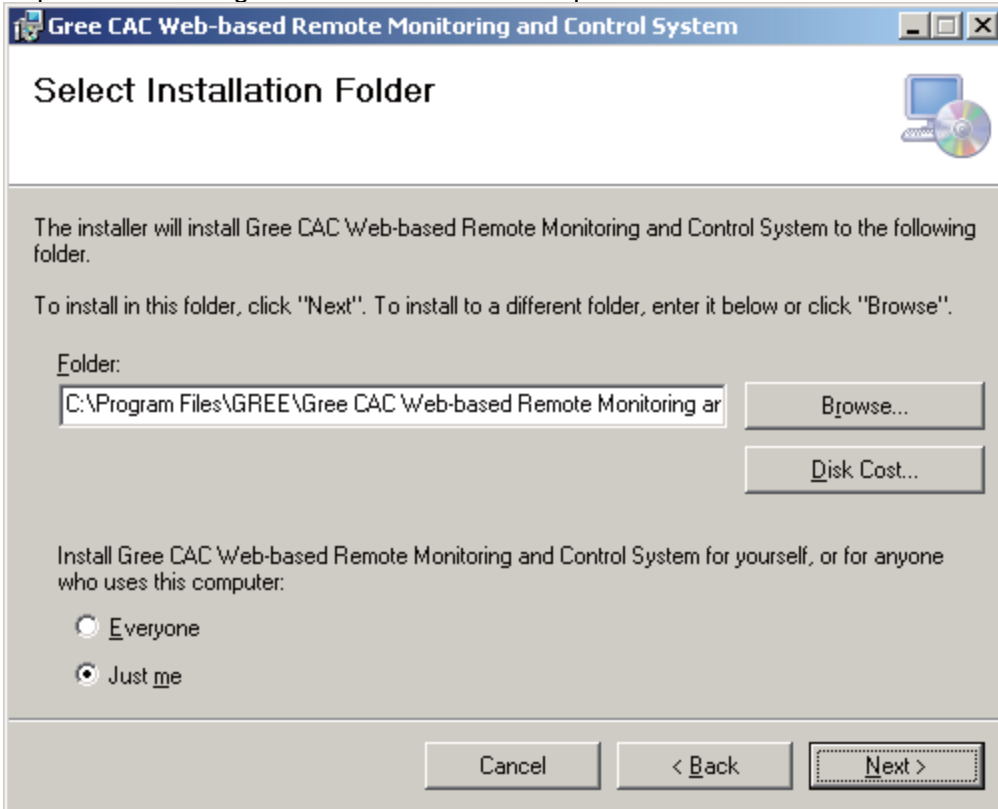 Gree CAC Web-based Remote Monitoring and Control System
Select Installation Folder
The installer will install Gree CAC Web-based Remote Monitoring and Control System to the following
folder.
To install in this folder, click "Next". To install to a different folder, enter it below or click "Browse".
Folder:
C:\Program Files\GREE\Gree CAC Web-based Remote Monitoring ar
Browse...
Disk Cost...
Install Gree CAC Web-based Remote Monitoring and Control System for yourself, or for anyone
who uses this computer:
Everyone
Just me
Cancel
< Back
Next >